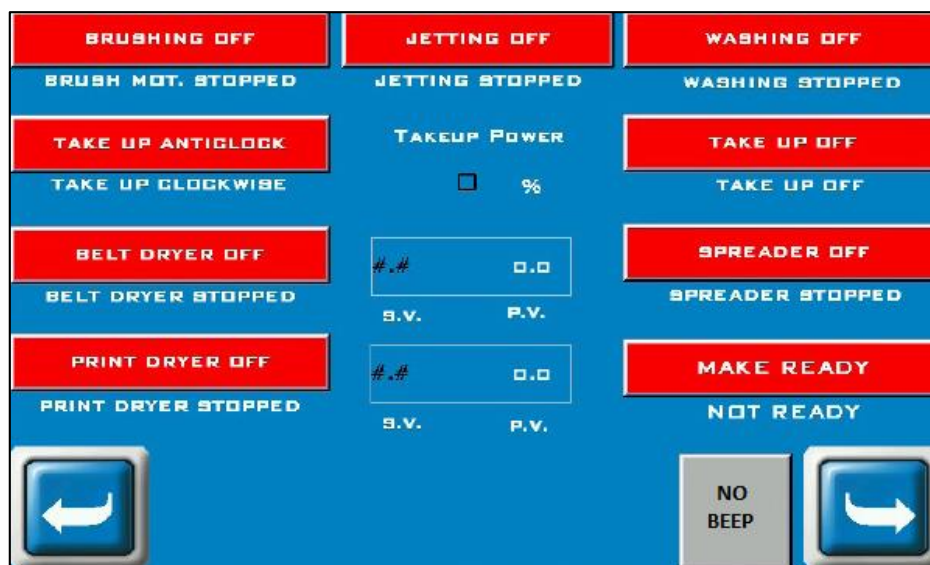 BRUSHING OFF
JETTING OFF
WASHING OFF
BRUSH MOT. STOPPED
JETTING STOPPED
WASHING STOPPED
TAKE UP ANTICLOCK
TAKEUP POWER
TAKE UP OFF
TAKE UP CLOCKWISE
0 %
TAKE UP OFF
BELT DRYER OFF
#.# 0.0
SPREADER OFF
BELT DRYER STOPPED
S.V. P.V.
SPREADER STOPPED
PRINT DRYER OFF
#.# 0.0
MAKE READY
PRINT DRYER STOPPED
S.V. P.V.
NOT READY
NO
BEEP